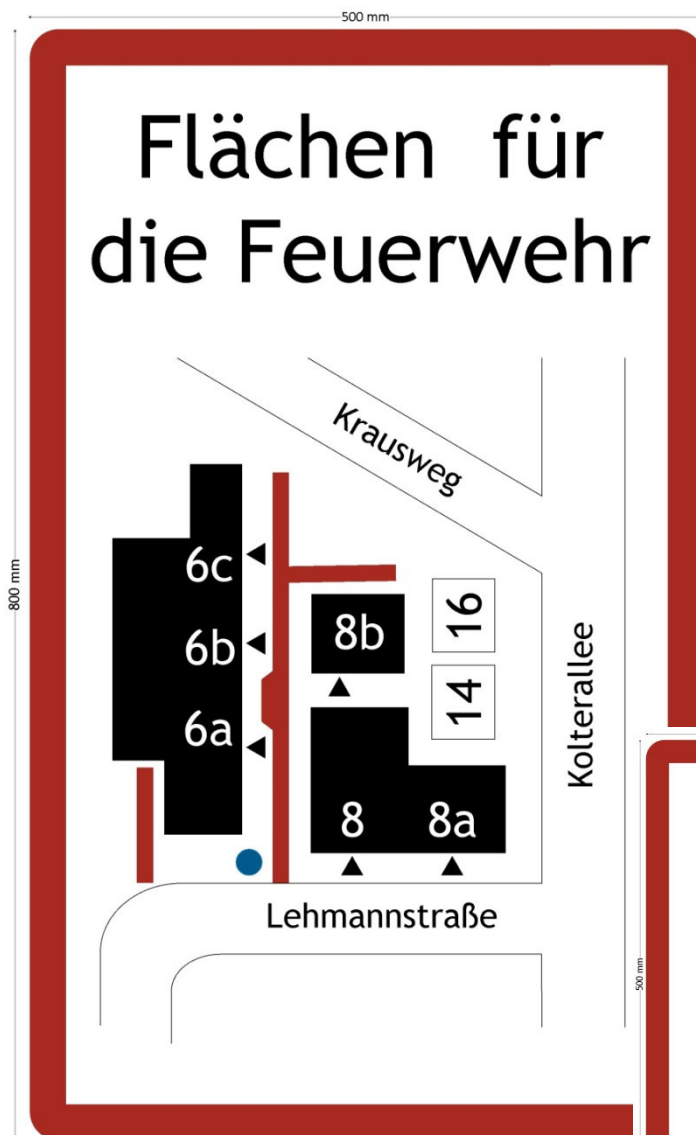 500 mm
Flächen für
die Feuerwehr
Krausweg
800 mm
6c
16
8b
6b
14
6a
Kolterallee
8
8a
Lehmannstraße
500 mm